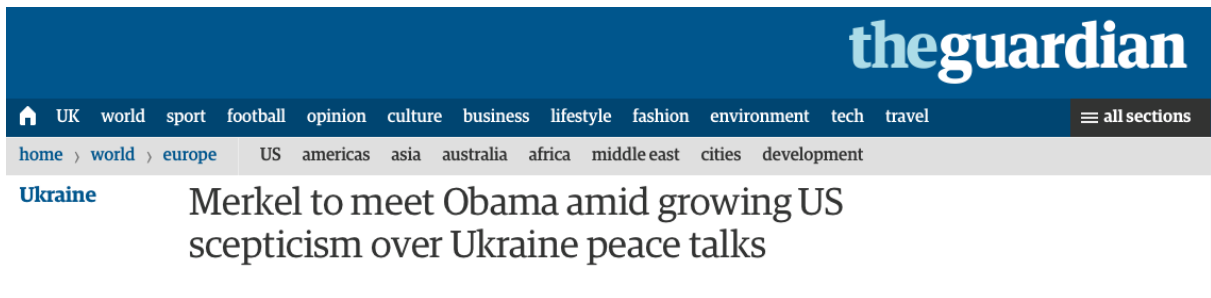 theguardian
UK world sport football opinion culture business lifestyle fashion environment tech travel all sections
home › world › europe US americas asia australia africa middle east cities development
Ukraine
Merkel to meet Obama amid growing US
scepticism over Ukraine peace talks